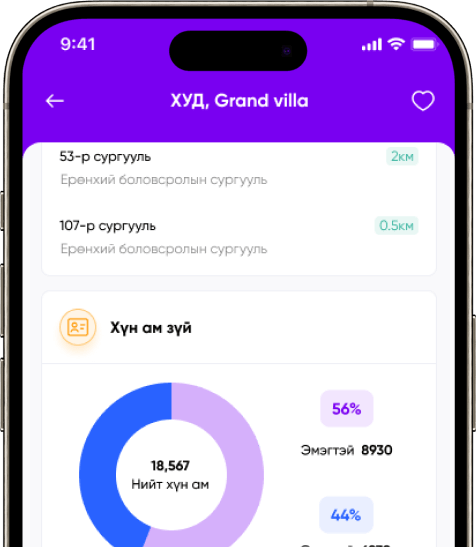 9:41
ХУД, Grand villa
53-р сургууль
2км
Ерөнхий боловсролын сургууль
107-р сургууль
0.5км
Ерөнхий боловсролын сургууль
Хүн ам зүй
56%
Эмэгтэй 8930
18,567
Нийт хүн ам
44%